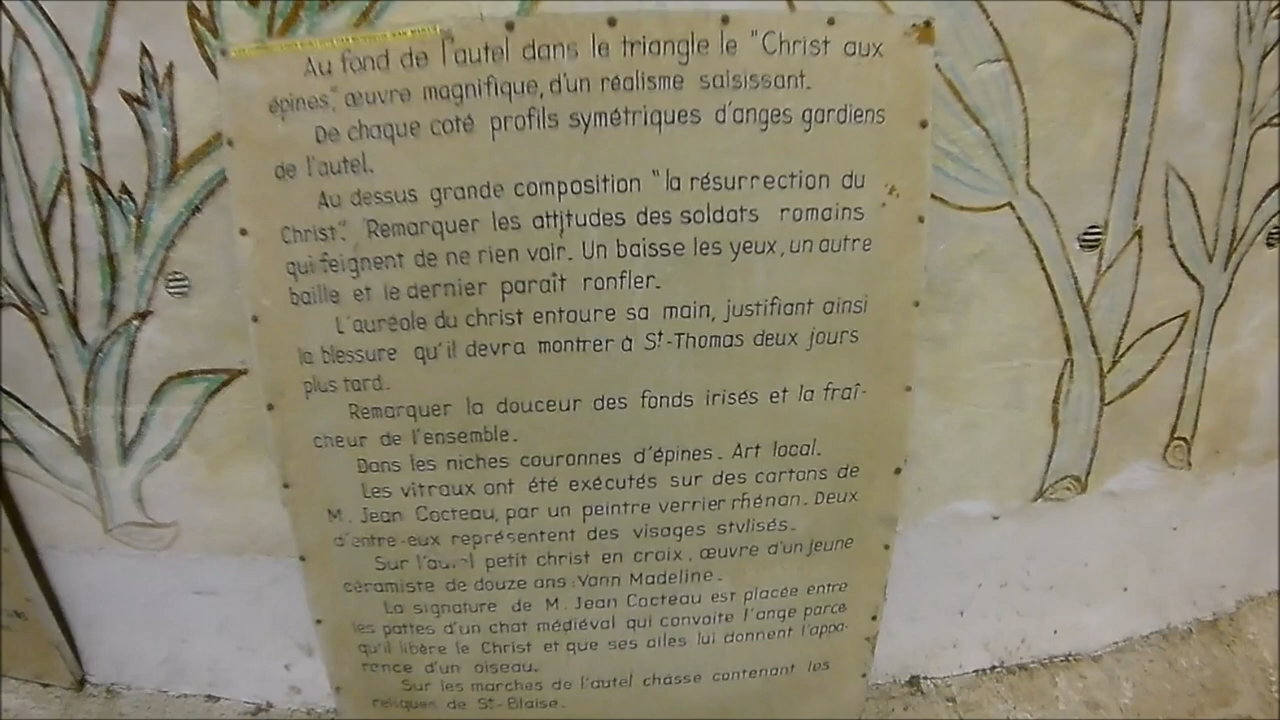 Au fond de l'autel dans le triangle le "Christ aux
épines", œuvre magnifique, d'un réalisme saisissant.
De chaque coté profils symétriques d'anges gardiens
de l'autel.
Au dessus grande composition "la résurrection du
Christ". Remarquer les attitudes des soldats romains
qui feignent de ne rien voir. Un baisse les yeux, un autre
baille et le dernier paraît ronfler.
L'auréole du christ entoure sa main, justifiant ainsi
la blessure qu'il devra montrer à St-Thomas deux jours
plus tard.
Remarquer la douceur des fonds irisés et la fraî-
cheur de l'ensemble.
Dans les niches couronnes d'épines. Art local.
Les vitraux ont été exécutés sur des cartons de
M. Jean Cocteau, par un peintre verrier rhénan. Deux
d'entre-eux représentent des visages stylisés.
Sur l'autel petit christ en croix, œuvre d'un jeune
céramiste de douze ans : Yann Madeline.
La signature de M. Jean Cocteau est placée entre
les pattes d'un chat médiéval qui convoite l'ange parce
qu'il libère le Christ et que ses ailes lui donnent l'appa-
rence d'un oiseau.
Sur les marches de l'autel châsse contenant les
reliques de St-Blaise.